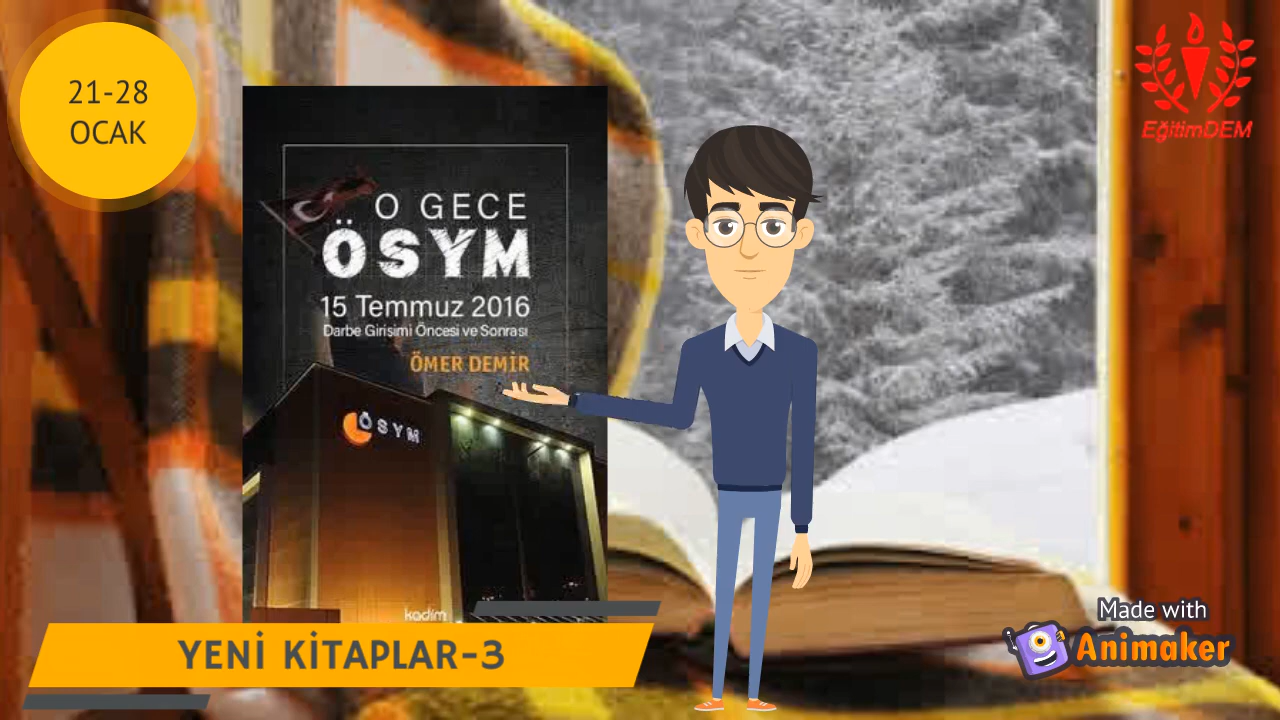 21-28
OCAK
EğitimDEM
O GECE
ÖSYM
15 Temmuz 2016
Darbe Girişimi Öncesi ve Sonrası
ÖMER DEMİR
ÖSYM
kadim
YENİ KİTAPLAR-3
Made with
Animaker